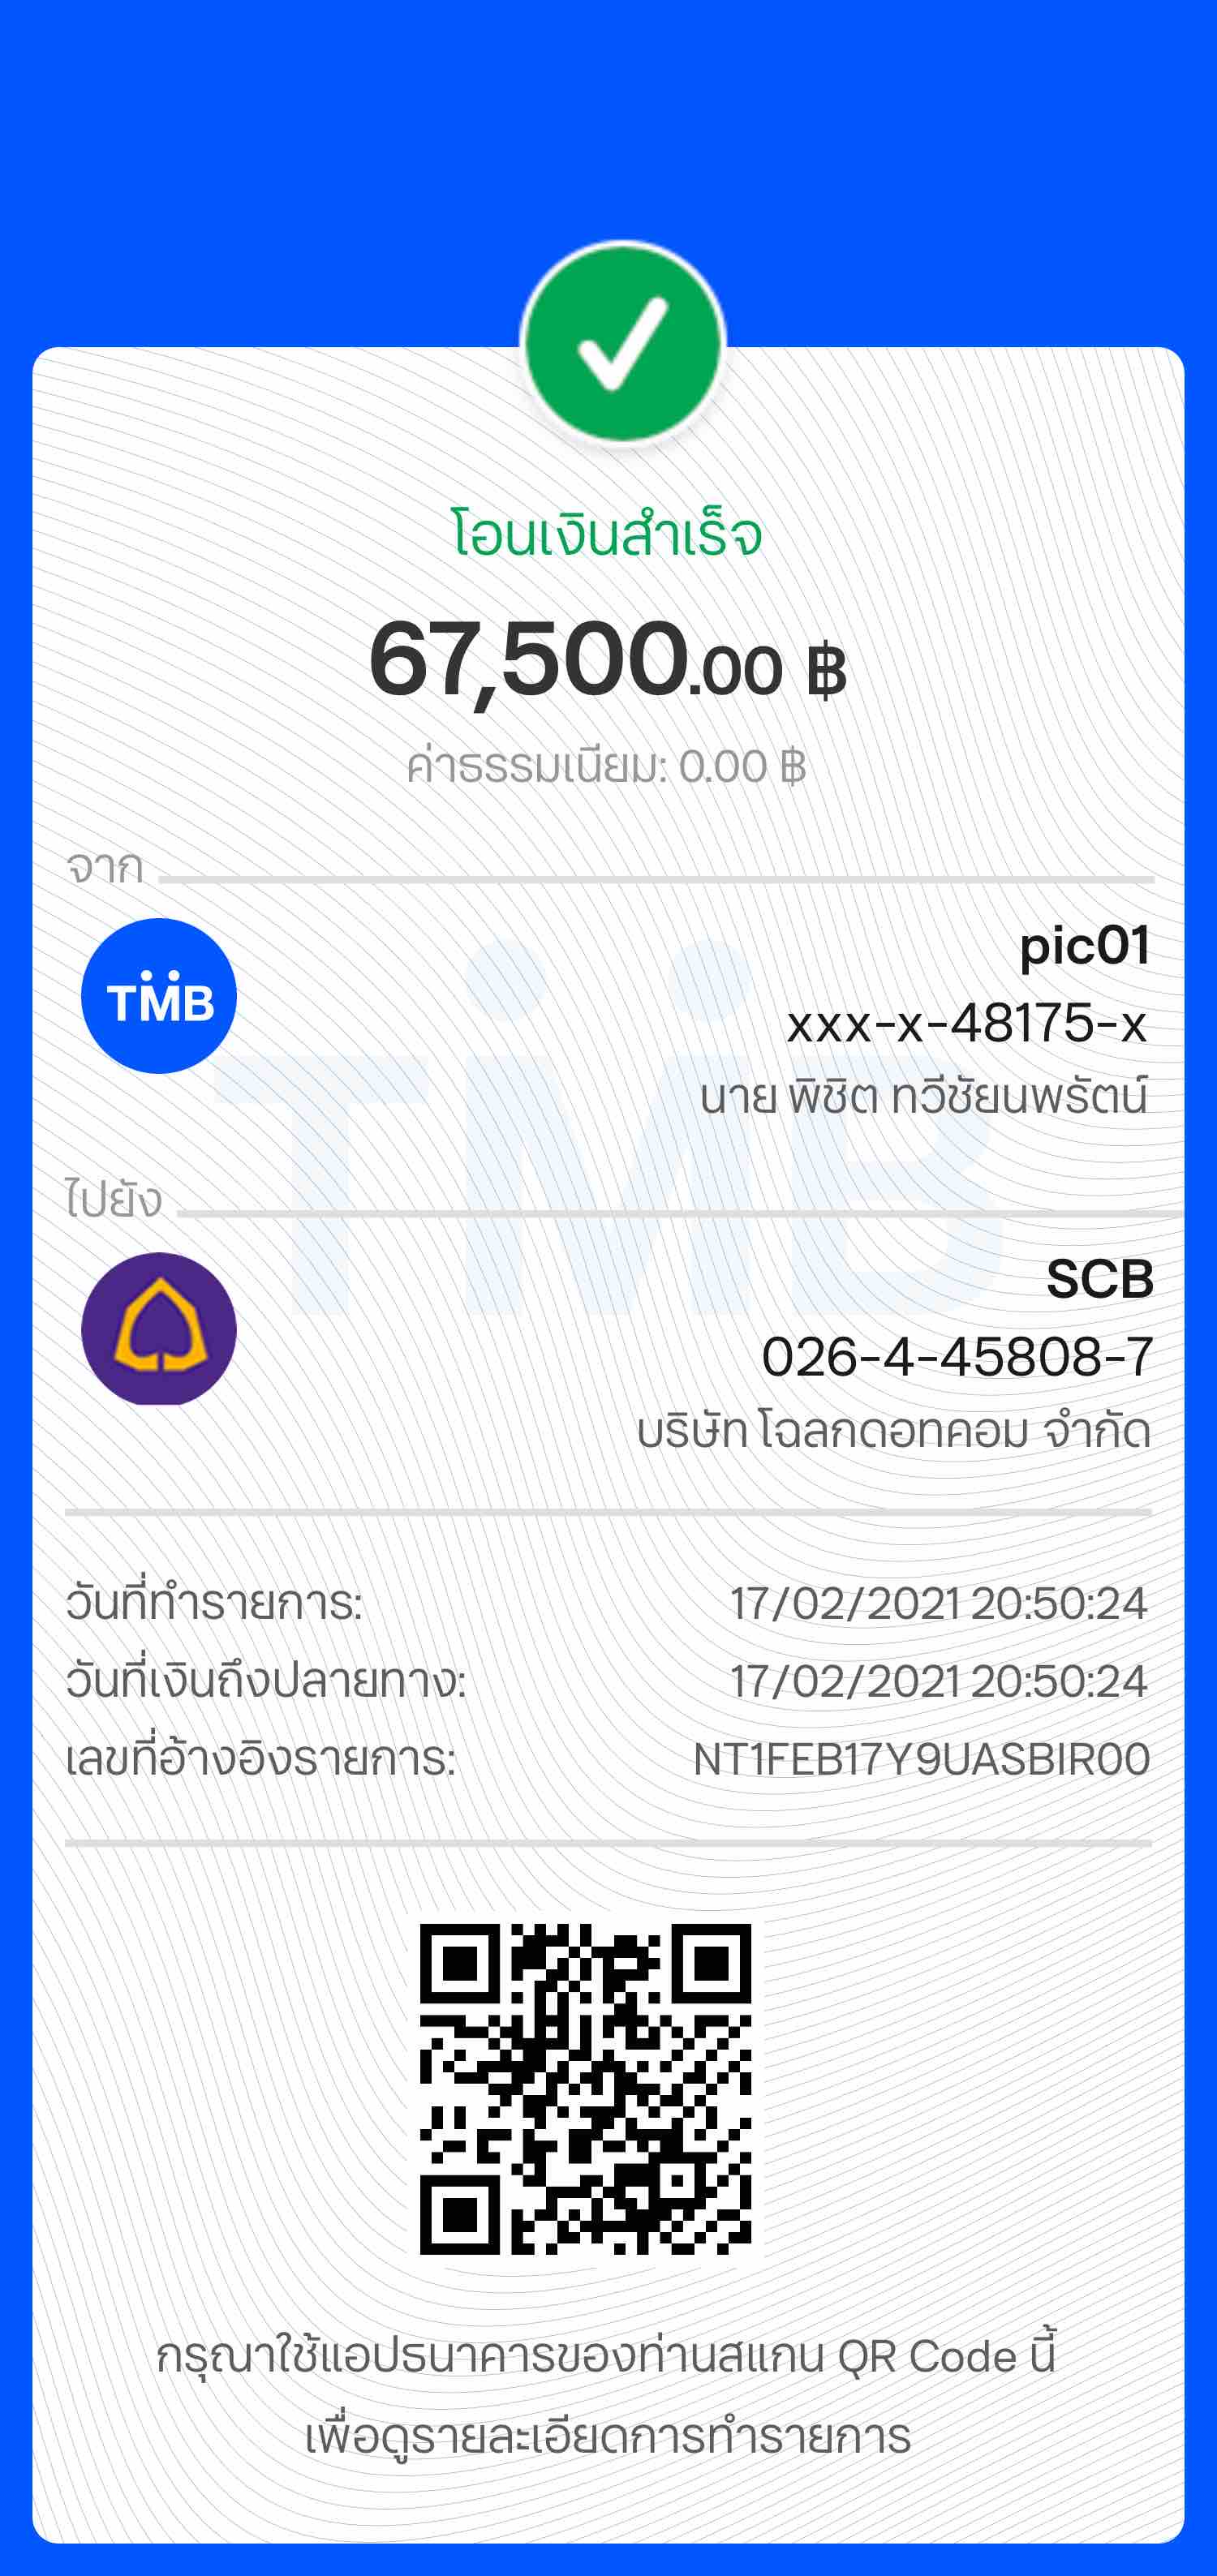 โอนเงินสำเร็จ
67,500.00 ฿
ค่าธรรมเนียม: 0.00 ฿
จาก
TMB
pic01
xxx-x-48175-x
นาย พิชิต ทวีชัยนพรัตน์
ไปยัง
SCB
026-4-45808-7
บริษัท โฉลกดอทคอม จำกัด
วันที่ทำรายการ: 17/02/2021 20:50:24
วันที่เงินถึงปลายทาง: 17/02/2021 20:50:24
เลขที่อ้างอิงรายการ: NT1FEB17Y9UASBIR00
กรุณาใช้แอปธนาคารของท่านสแกน QR Code นี้
เพื่อดูรายละเอียดการทำรายการ
TMB